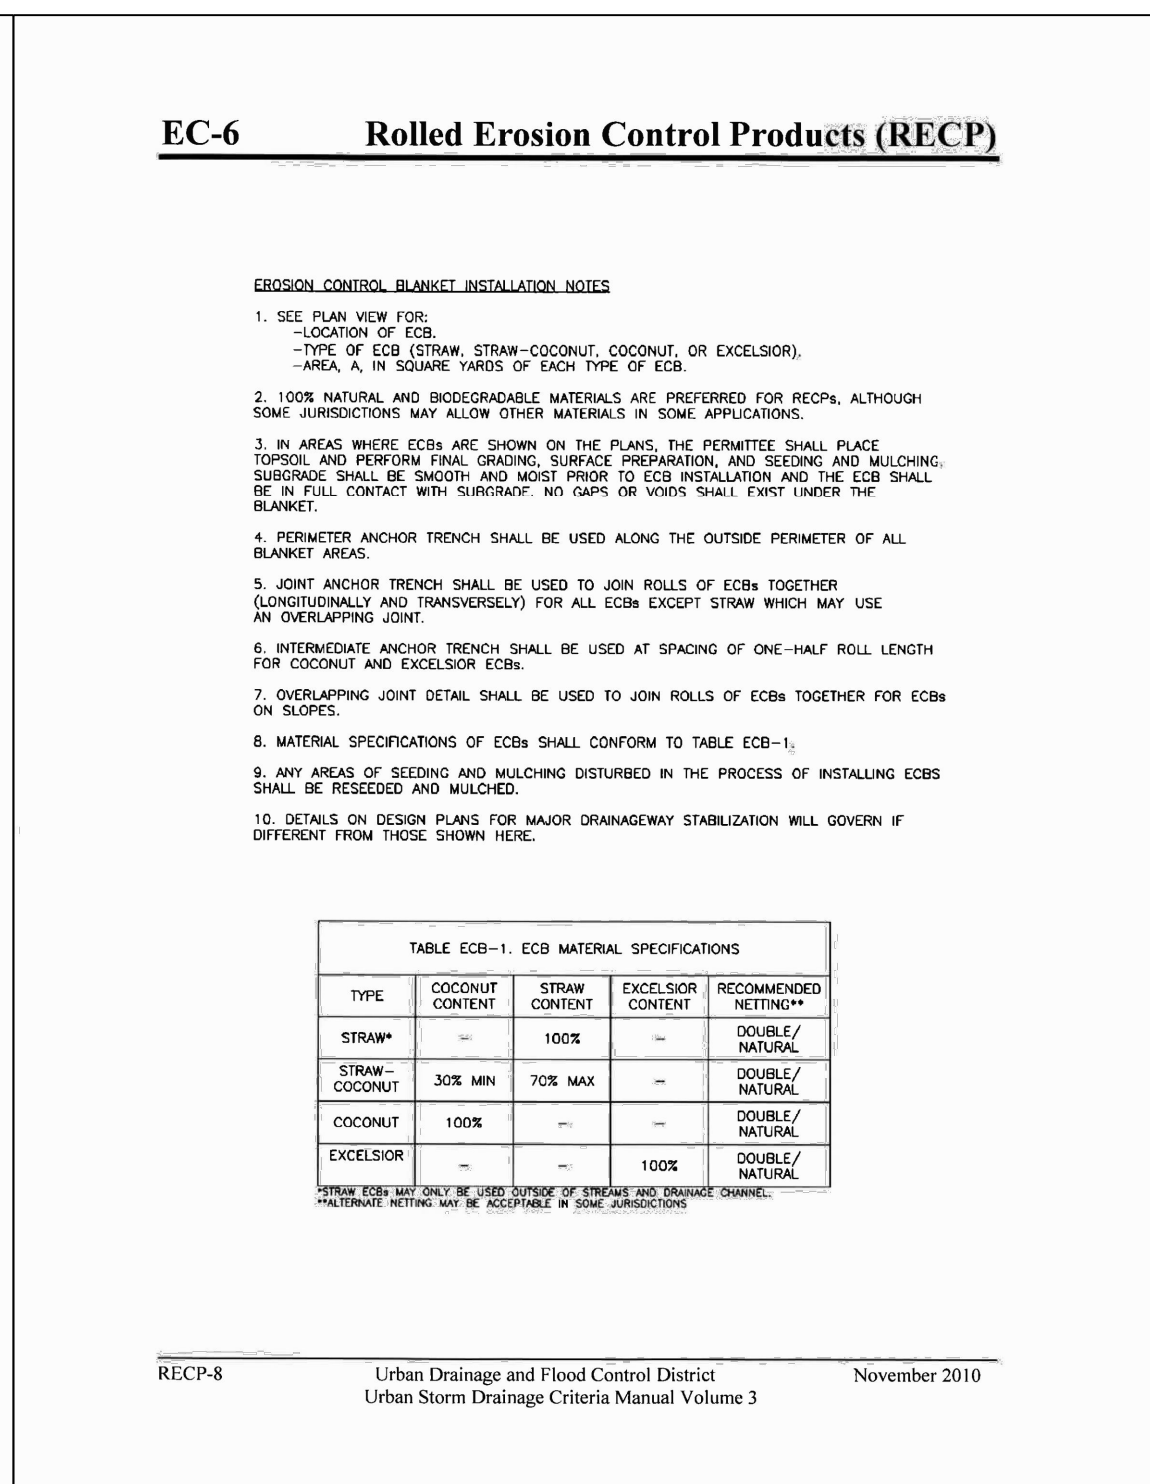 EC-6 Rolled Erosion Control Products (RECP)
EROSION CONTROL BLANKET INSTALLATION NOTES
1. SEE PLAN VIEW FOR:
-LOCATION OF ECB.
-TYPE OF ECB (STRAW, STRAW-COCONUT, COCONUT, OR EXCELSIOR).
-AREA, A, IN SQUARE YARDS OF EACH TYPE OF ECB.
2. 100% NATURAL AND BIODEGRADABLE MATERIALS ARE PREFERRED FOR RECPs, ALTHOUGH
SOME JURISDICTIONS MAY ALLOW OTHER MATERIALS IN SOME APPLICATIONS.
3. IN AREAS WHERE ECBs ARE SHOWN ON THE PLANS, THE PERMITTEE SHALL PLACE
TOPSOIL AND PERFORM FINAL GRADING, SURFACE PREPARATION, AND SEEDING AND MULCHING.
SUBGRADE SHALL BE SMOOTH AND MOIST PRIOR TO ECB INSTALLATION AND THE ECB SHALL
BE IN FULL CONTACT WITH SUBGRADE. NO GAPS OR VOIDS SHALL EXIST UNDER THE
BLANKET.
4. PERIMETER ANCHOR TRENCH SHALL BE USED ALONG THE OUTSIDE PERIMETER OF ALL
BLANKET AREAS.
5. JOINT ANCHOR TRENCH SHALL BE USED TO JOIN ROLLS OF ECBs TOGETHER
(LONGITUDINALLY AND TRANSVERSELY) FOR ALL ECBs EXCEPT STRAW WHICH MAY USE
AN OVERLAPPING JOINT.
6. INTERMEDIATE ANCHOR TRENCH SHALL BE USED AT SPACING OF ONE-HALF ROLL LENGTH
FOR COCONUT AND EXCELSIOR ECBs.
7. OVERLAPPING JOINT DETAIL SHALL BE USED TO JOIN ROLLS OF ECBs TOGETHER FOR ECBs
ON SLOPES.
8. MATERIAL SPECIFICATIONS OF ECBs SHALL CONFORM TO TABLE ECB-1.
9. ANY AREAS OF SEEDING AND MULCHING DISTURBED IN THE PROCESS OF INSTALLING ECBS
SHALL BE RESEEDED AND MULCHED.
10. DETAILS ON DESIGN PLANS FOR MAJOR DRAINAGEWAY STABILIZATION WILL GOVERN IF
DIFFERENT FROM THOSE SHOWN HERE.
TABLE ECB-1. ECB MATERIAL SPECIFICATIONS
TYPE COCONUT CONTENT STRAW CONTENT EXCELSIOR CONTENT RECOMMENDED NETTING**
STRAW* - 100% - DOUBLE/ NATURAL
STRAW- COCONUT 30% MIN 70% MAX - DOUBLE/ NATURAL
COCONUT 100% - - DOUBLE/ NATURAL
EXCELSIOR - - 100% DOUBLE/ NATURAL
*STRAW ECBs MAY ONLY BE USED OUTSIDE OF STREAMS AND DRAINAGE CHANNEL.
**ALTERNATE NETTING MAY BE ACCEPTABLE IN SOME JURISDICTIONS
RECP-8 Urban Drainage and Flood Control District November 2010
Urban Storm Drainage Criteria Manual Volume 3